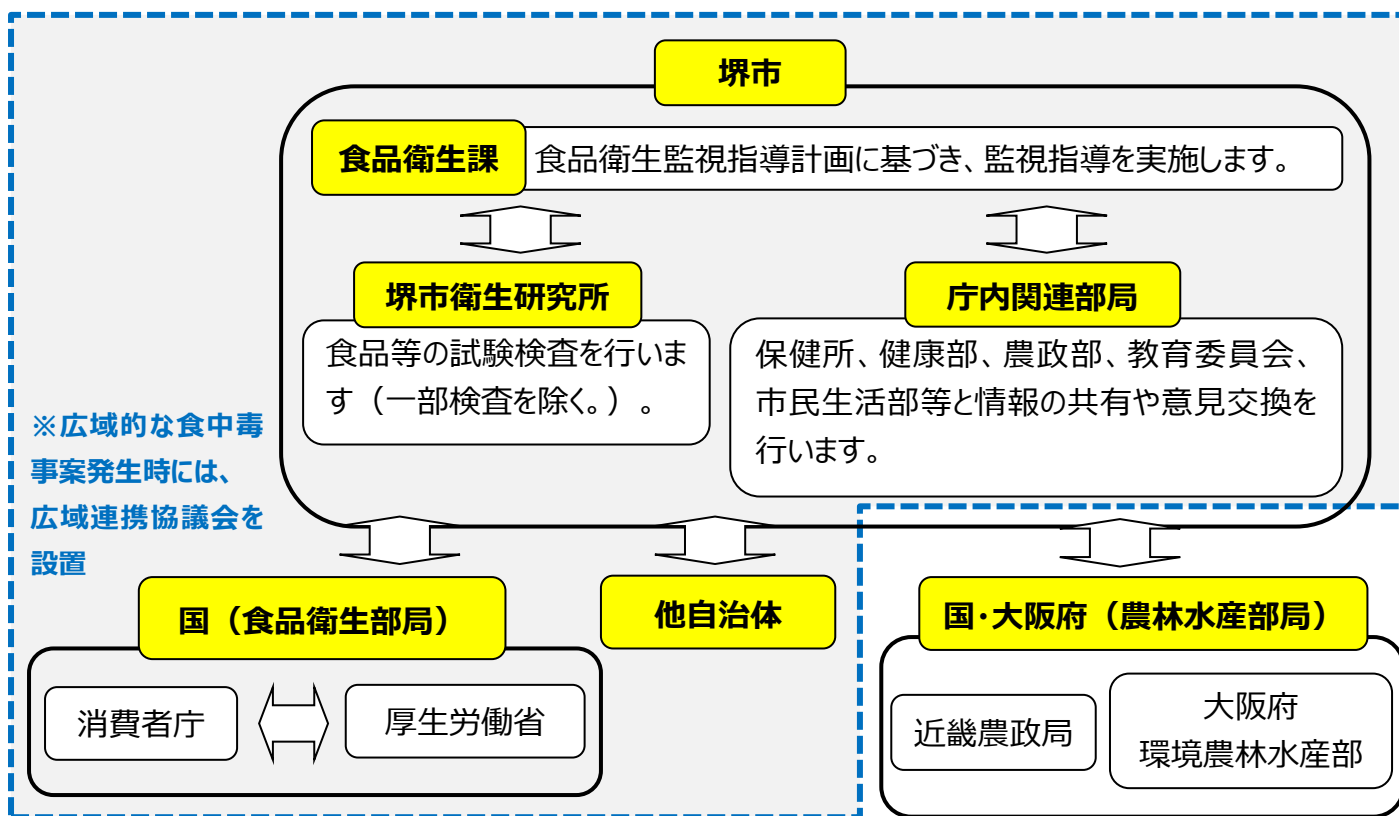 堺市
食品衛生課
食品衛生監視指導計画に基づき、監視指導を実施します。
堺市衛生研究所
食品等の試験検査を行いま
す（一部検査を除く。）。
庁内関連部局
保健所、健康部、農政部、教育委員会、
市民生活部等と情報の共有や意見交換を
行います。
※広域的な食中毒
事案発生時には、
広域連携協議会を
設置
国（食品衛生部局）
消費者庁
厚生労働省
他自治体
国・大阪府（農林水産部局）
近畿農政局
大阪府
環境農林水産部